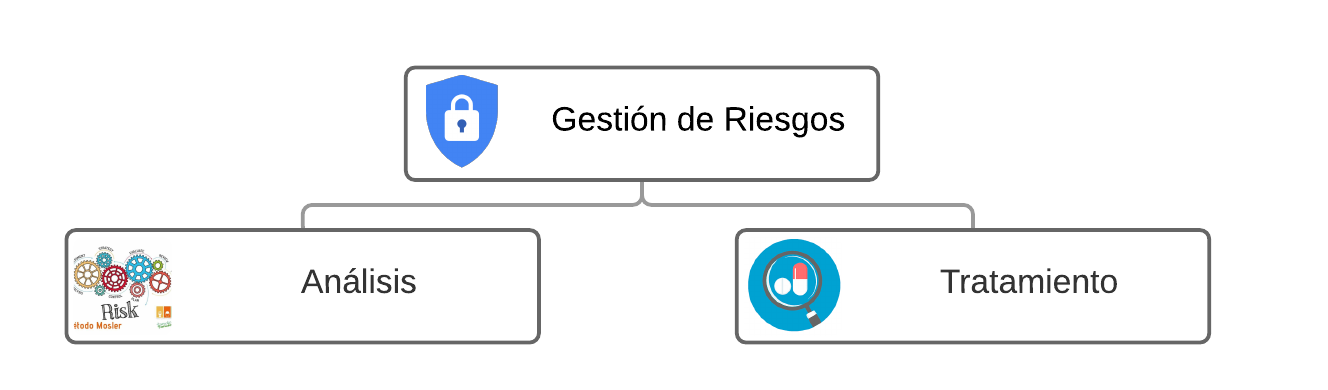 Gestión de Riesgos
Análisis
Risk
étodo Mosler
Tratamiento